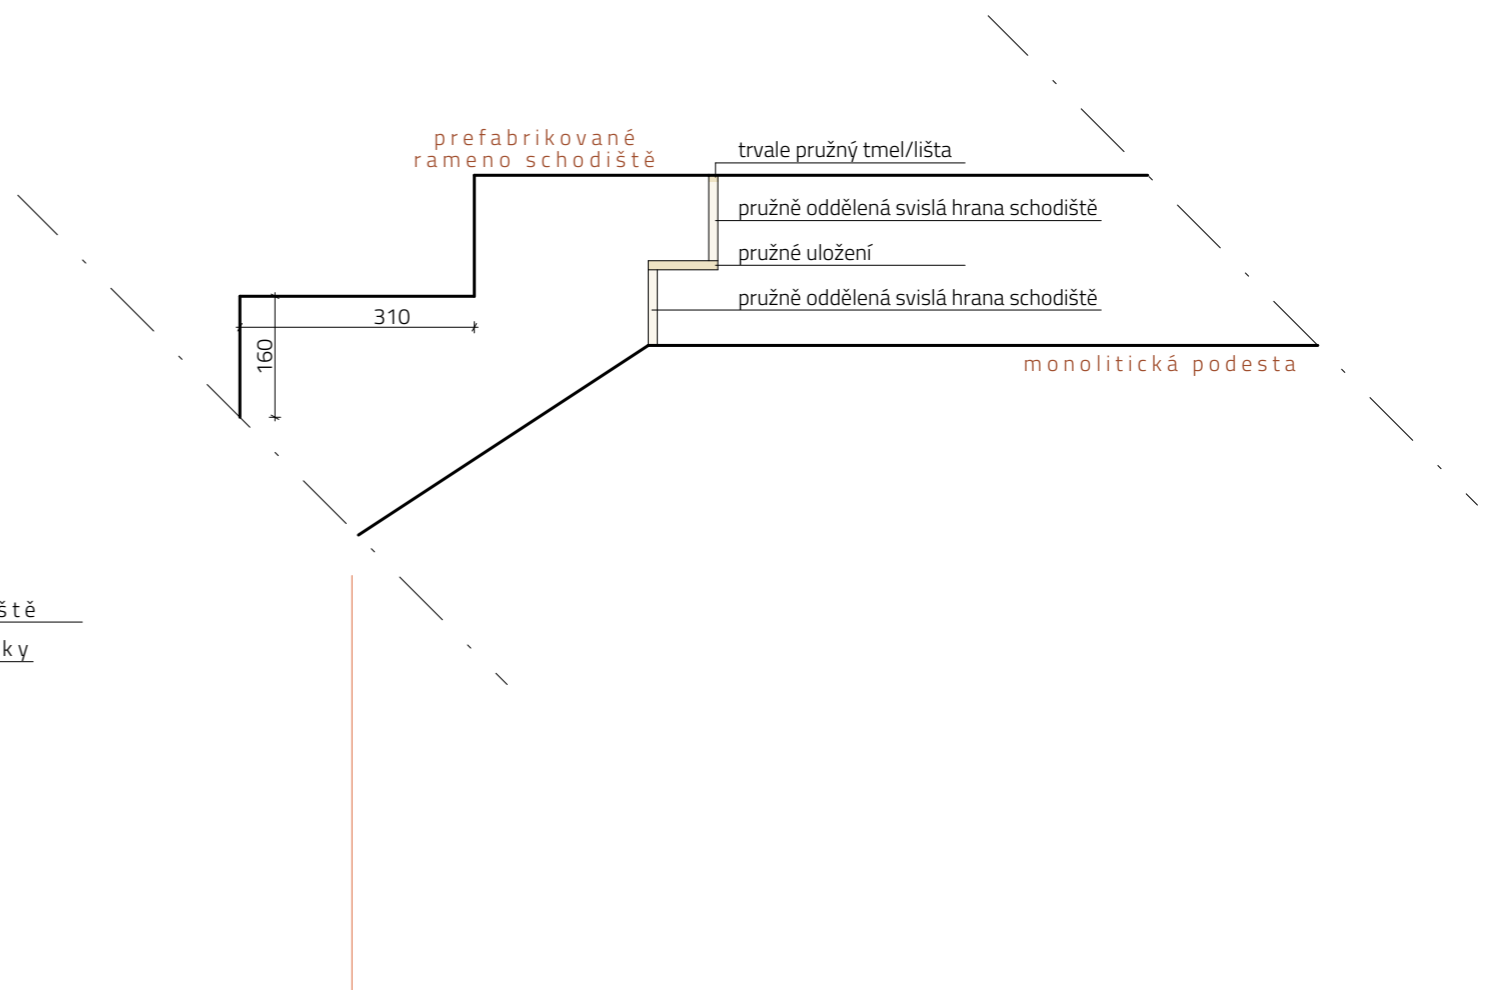 prefabrikované
rameno schodiště
trvale pružný tmel/lišta
pružně oddělená svislá hrana schodiště
pružné uložení
pružně oddělená svislá hrana schodiště
310
160
monolitická podesta
ště
ky